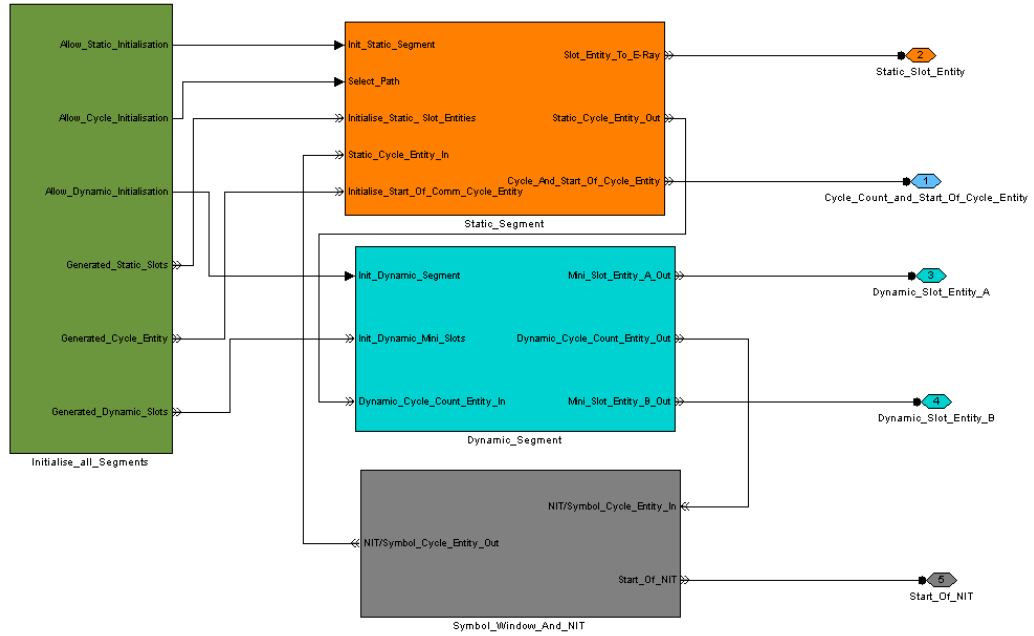 Allow_Static_Initialisation
Allow_Cycle_Initialisation
Allow_Dynamic_Initialisation
Generated_Static_Slots
Generated_Cycle_Entity
Generated_Dynamic_Slots
Initialise_all_Segments
Init_Static_Segment
Select_Path
Initialise_Static_ Slot_Entities
Static_Cycle_Entity_In
Initialise_Start_Of_Comm_Cycle_Entity
Slot_Entity_To_E-Ray
Static_Cycle_Entity_Out
Cycle_And_Start_Of_Cycle_Entity
Static_Segment
Init_Dynamic_Segment
Init_Dynamic_Mini_Slots
Dynamic_Cycle_Count_Entity_In
Mini_Slot_Entity_A_Out
Dynamic_Cycle_Count_Entity_Out
Mini_Slot_Entity_B_Out
Dynamic_Segment
NIT/Symbol_Cycle_Entity_In
NIT/Symbol_Cycle_Entity_Out
Start_Of_NIT
Symbol_Window_And_NIT
2
Static_Slot_Entity
1
Cycle_Count_and_Start_Of_Cycle_Entity
3
Dynamic_Slot_Entity_A
4
Dynamic_Slot_Entity_B
5
Start_Of_NIT